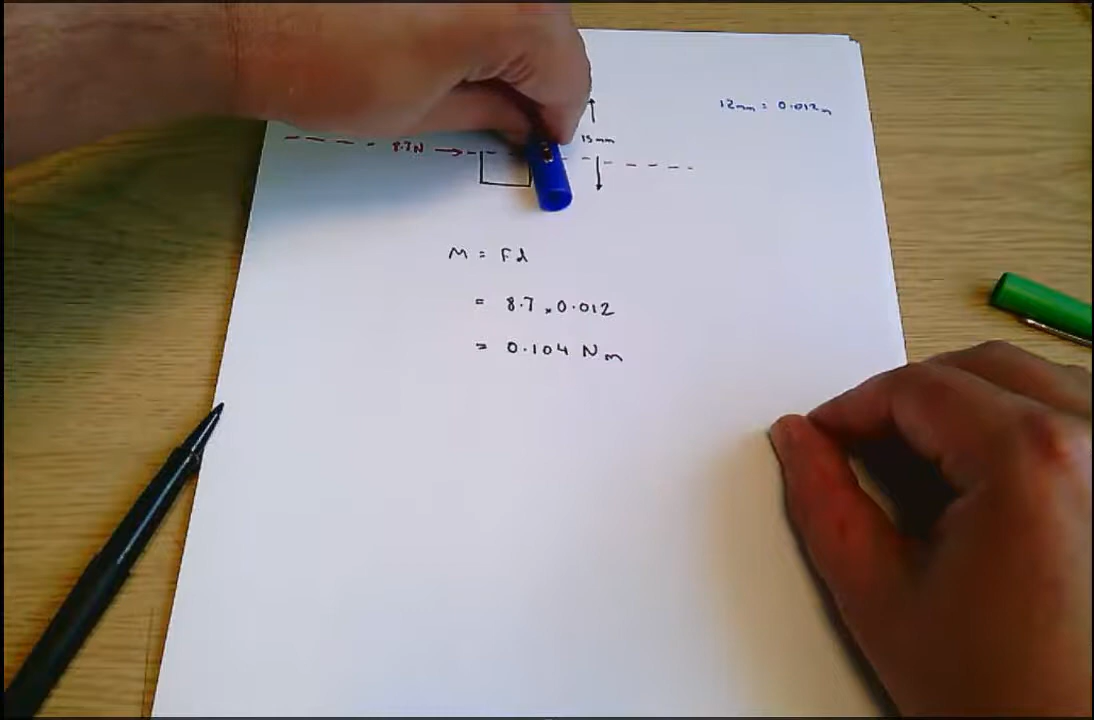 12mm = 0.012m
15mm
8.7N
M = Fd
= 8.7 × 0.012
= 0.104 Nm